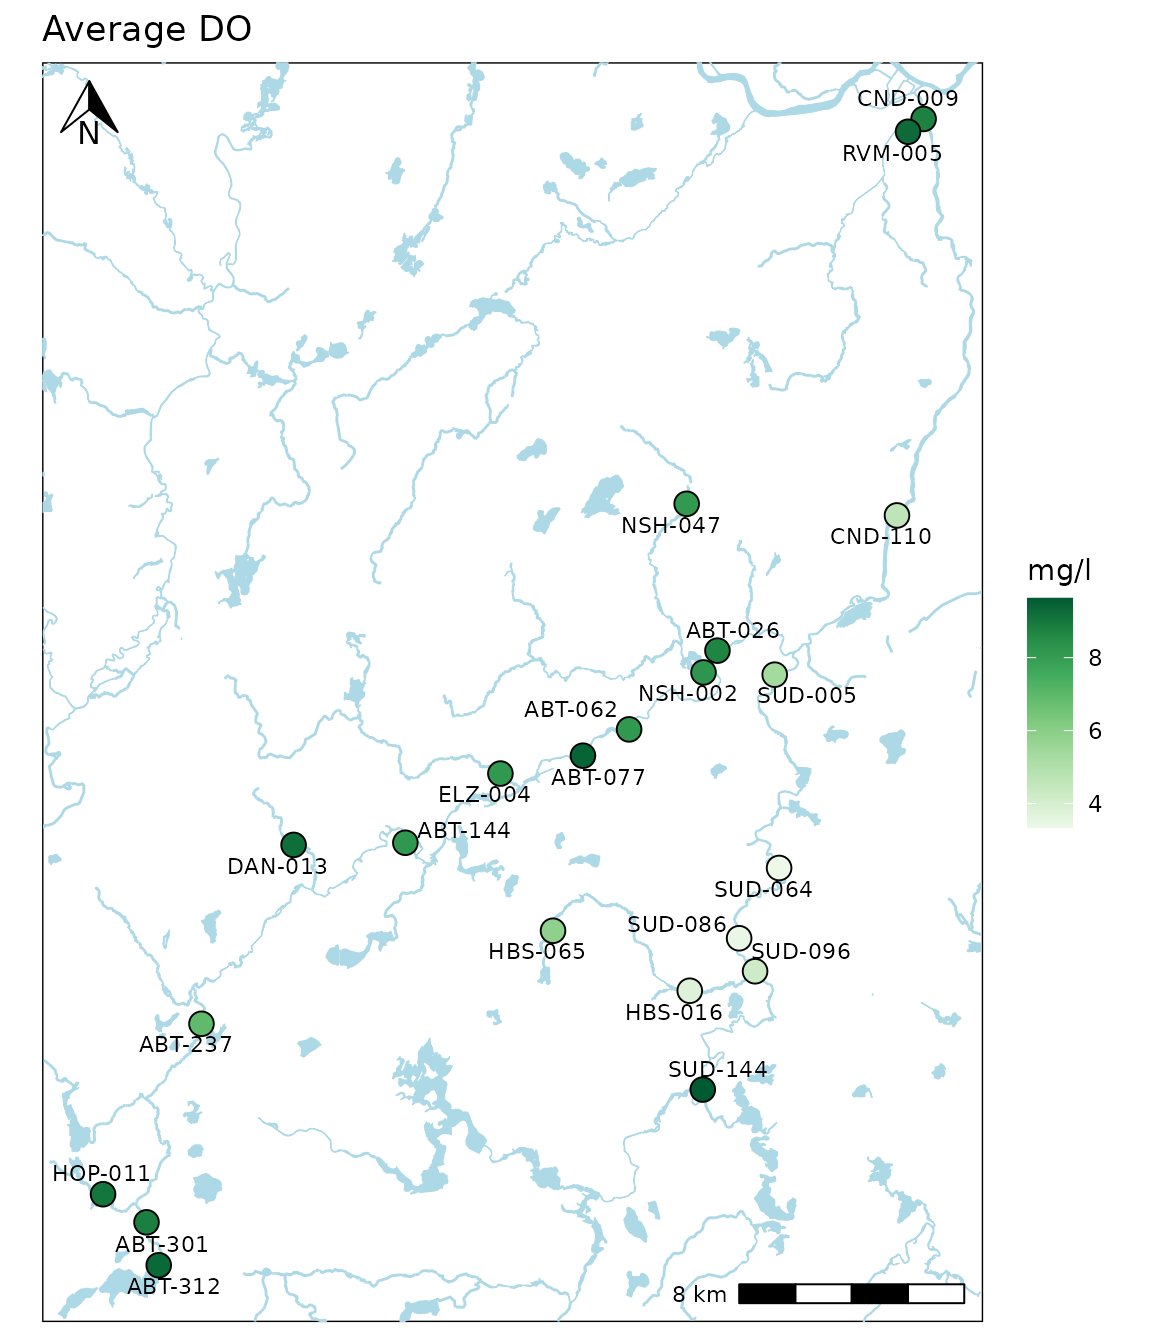 Average DO
N
CND-009
RVM-005
NSH-047
CND-110
mg/l
8
6
4
ABT-026
NSH-002
SUD-005
ABT-062
ABT-077
ELZ-004
ABT-144
DAN-013
SUD-064
SUD-086
HBS-065
SUD-096
HBS-016
ABT-237
SUD-144
HOP-011
ABT-301
ABT-312
8 km